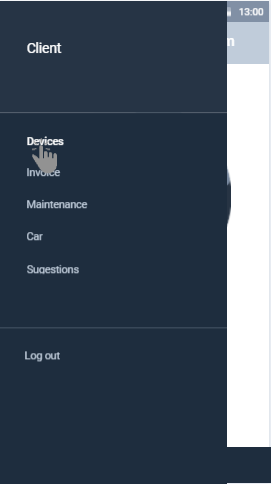 13:00
Client
Devices
Invoice
Maintenance
Car
Sugestions
Log out